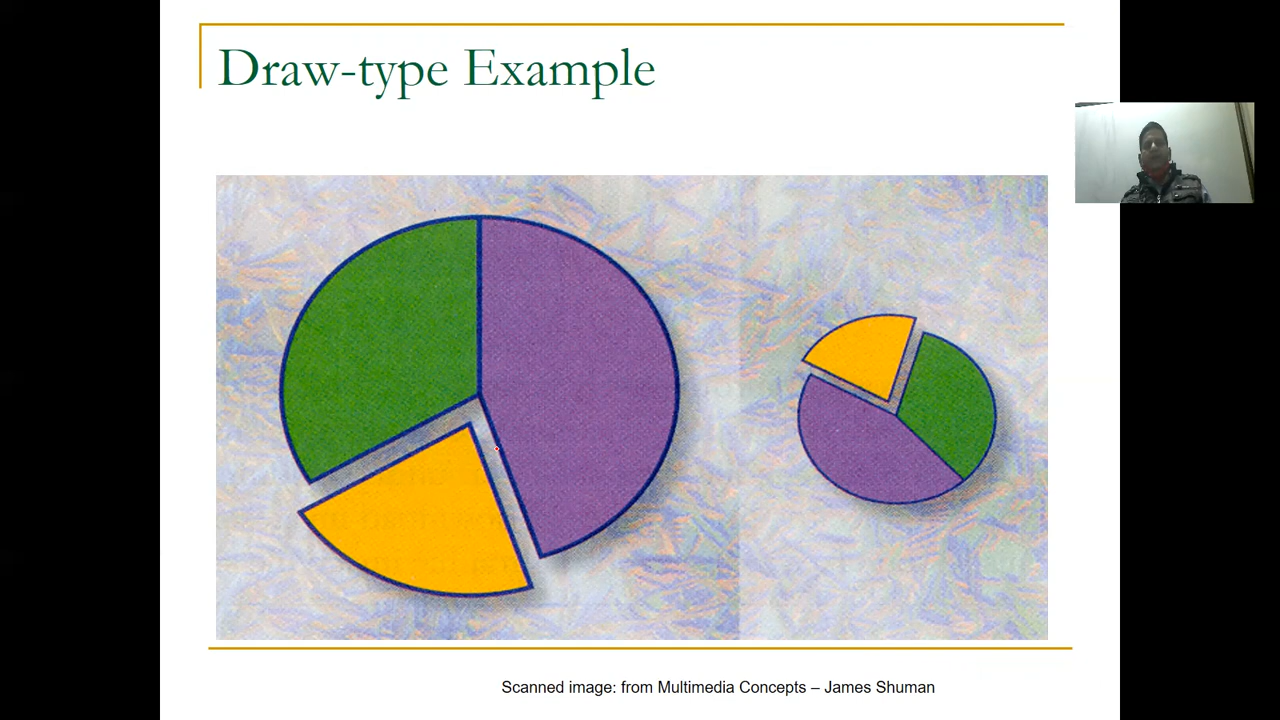 Draw-type Example
Scanned image: from Multimedia Concepts – James Shuman